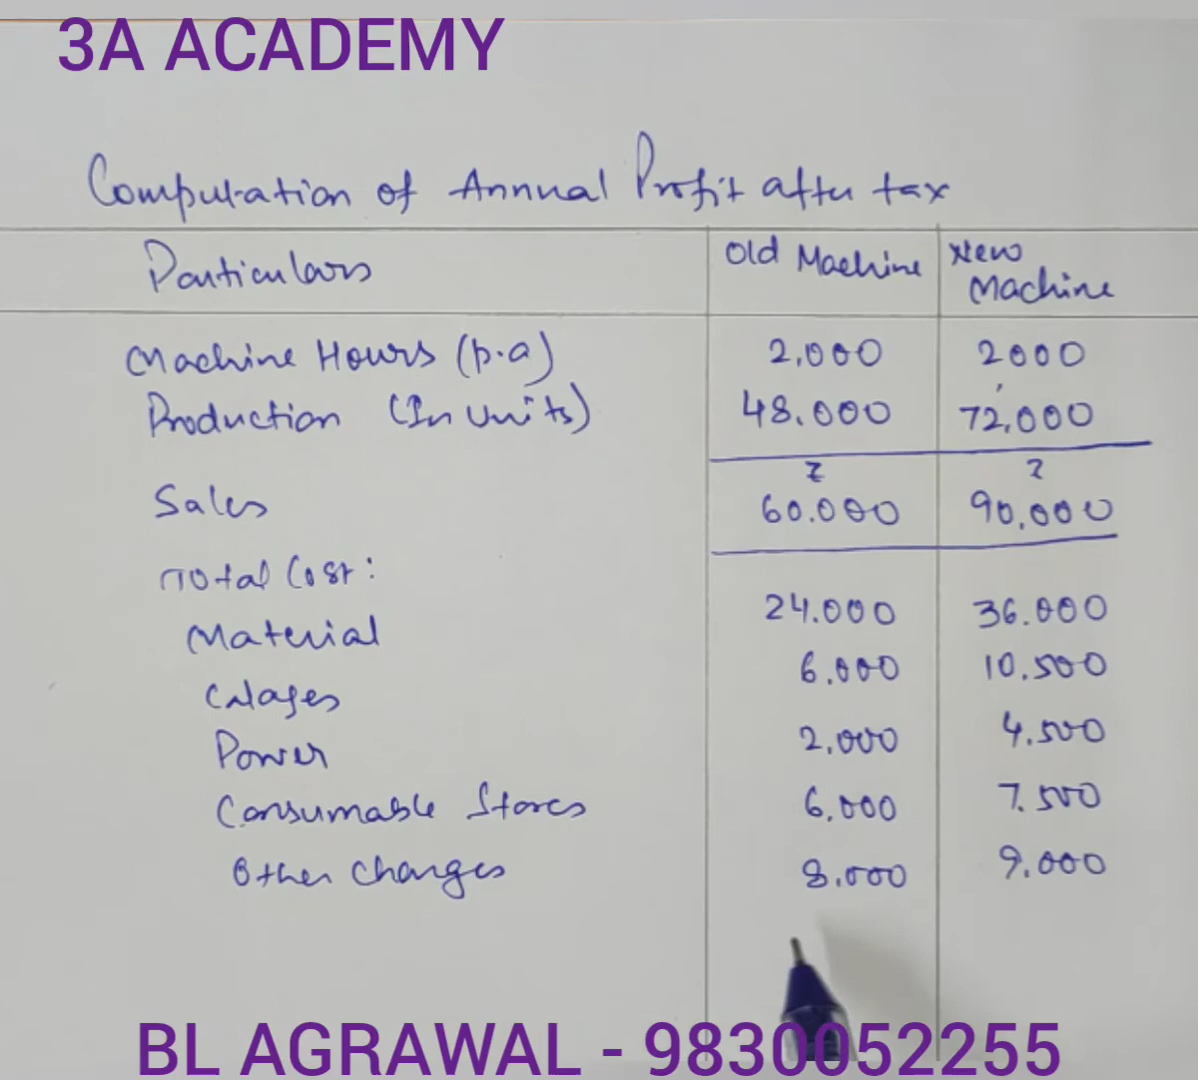 3A ACADEMY
Computation of Annual Profit after tax
Particulars Old Machine New Machine
Machine Hours (p.a) 2,000 2000
Production (In Units) 48,000 72,000
₹ ₹
Sales 60.000 90,000
Total Cost:
Material 24.000 36.000
Wages 6.000 10,500
Power 2,000 4.500
Consumable Stores 6,000 7.500
Other Charges 8.000 9.000
BL AGRAWAL - 9830052255